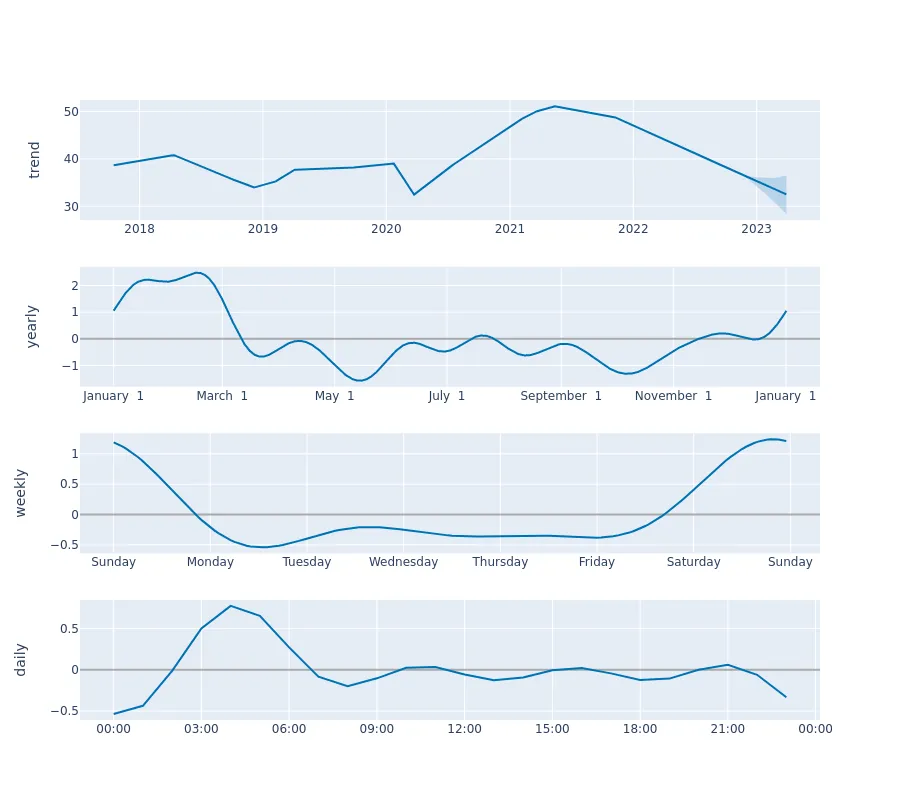 trend
50
40
30
2018 2019 2020 2021 2022 2023
yearly
2
1
0
−1
January 1 March 1 May 1 July 1 September 1 November 1 January 1
weekly
1
0.5
0
−0.5
Sunday Monday Tuesday Wednesday Thursday Friday Saturday Sunday
daily
0.5
0
−0.5
00:00 03:00 06:00 09:00 12:00 15:00 18:00 21:00 00:00